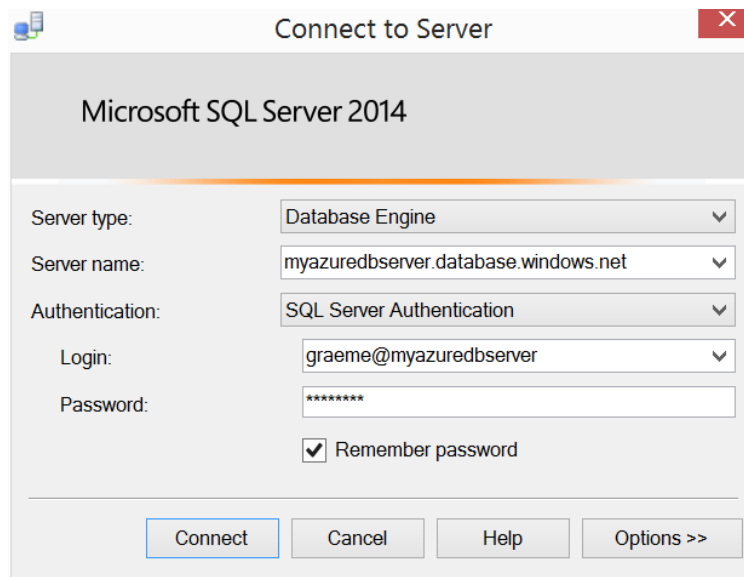 Connect to Server
Microsoft SQL Server 2014
Server type: Database Engine
Server name: myazuredbserver.database.windows.net
Authentication: SQL Server Authentication
Login: graeme@myazuredbserver
Password: ********
Remember password
Connect Cancel Help Options >>